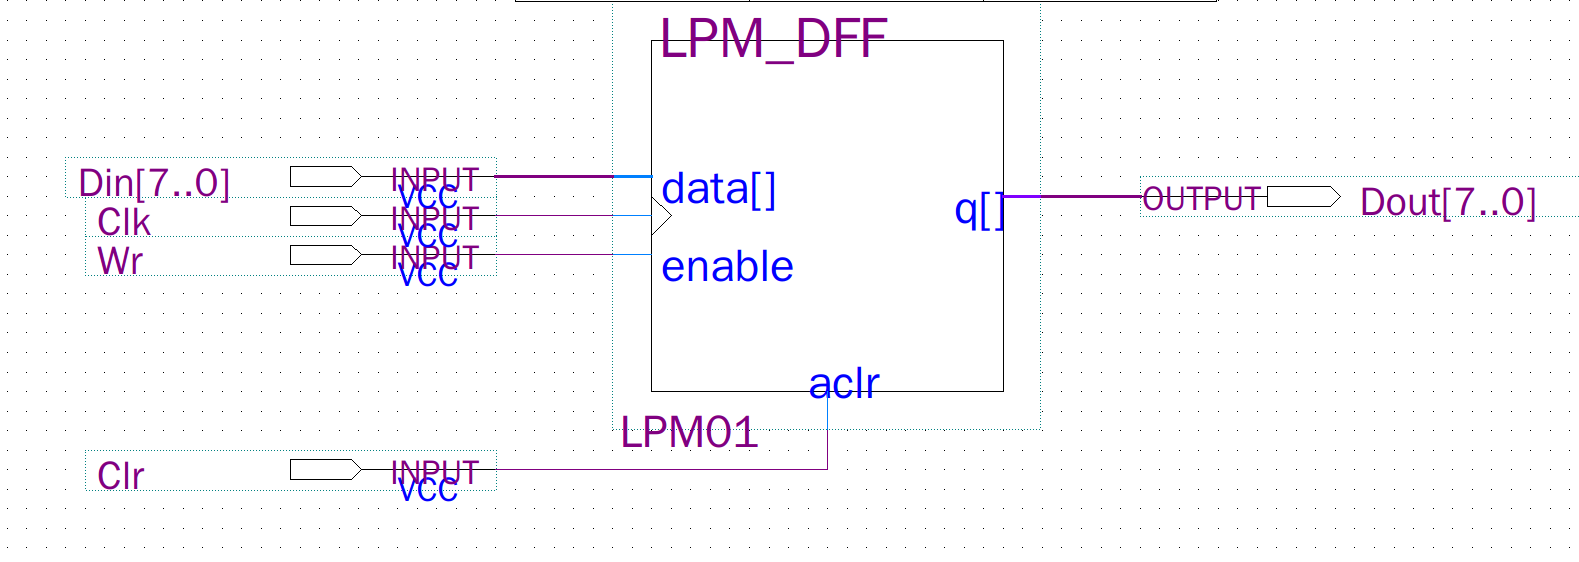 LPM_DFF
Din[7..0] INPUT data[] OUTPUT Dout[7..0]
VCC
Clk INPUT q[]
VCC
Wr INPUT enable
VCC
aclr
LPM01
Clr INPUT
VCC